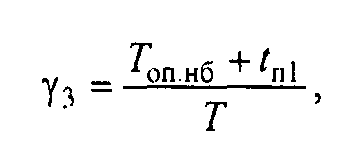 γ₃ = (Tоп.нб + tп1) / T,